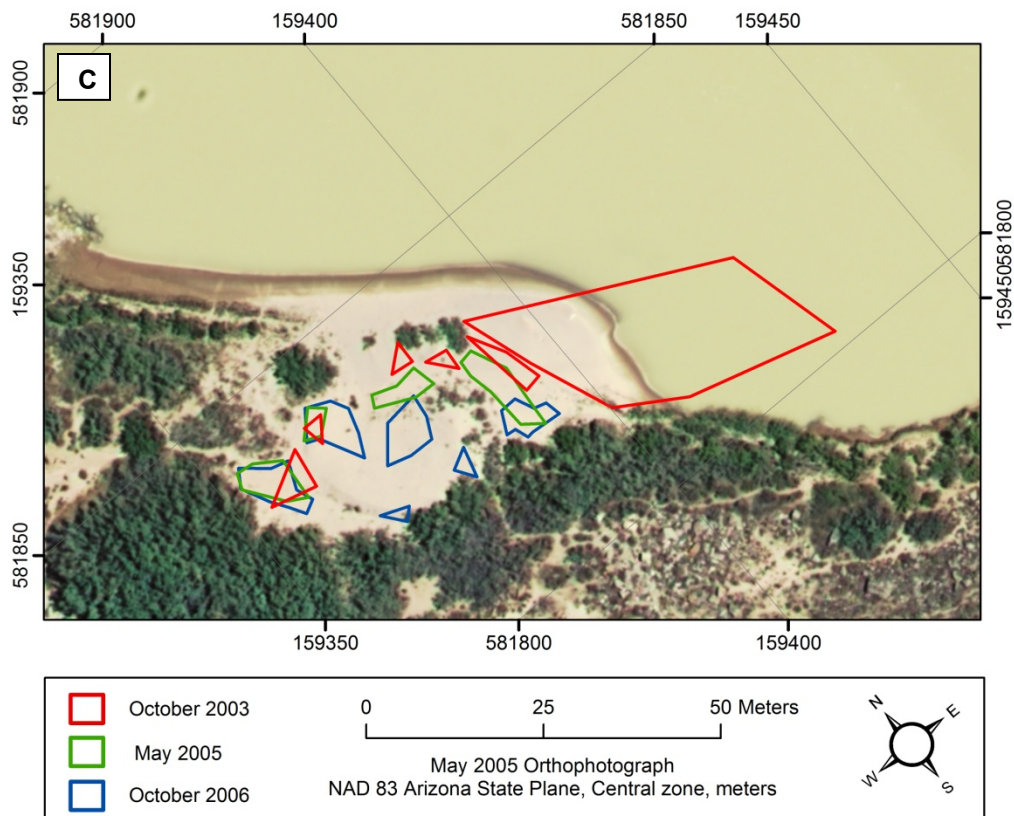 581900 159400 581850 159450
C
581900
581800
159350
159450
581850
159350 581800 159400
October 2003
May 2005
October 2006
0 25 50 Meters
May 2005 Orthophotograph
NAD 83 Arizona State Plane, Central zone, meters
N
E
W
S